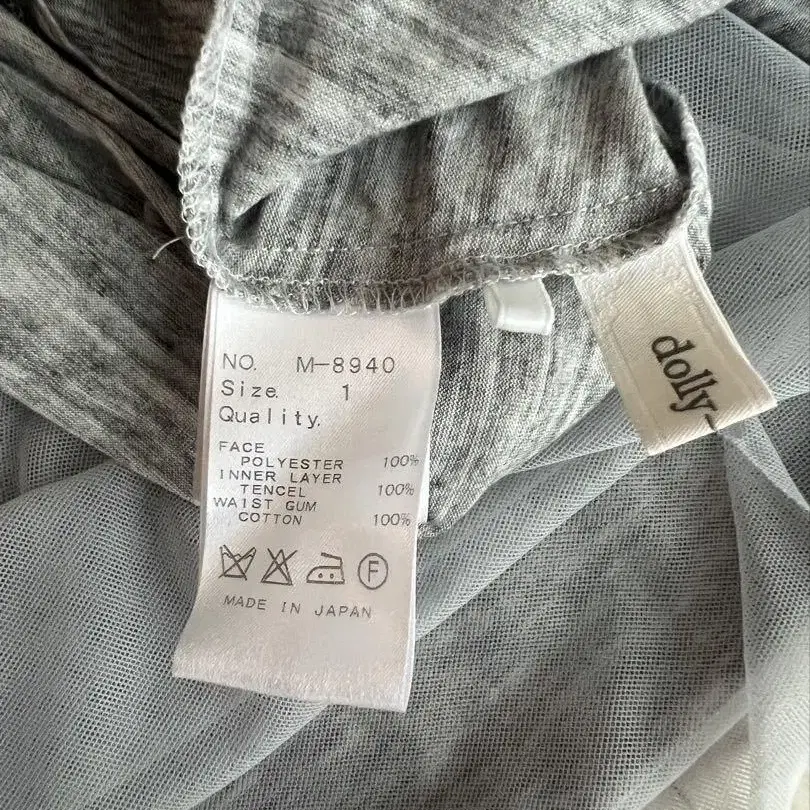 NO. M-8940
Size. 1
Quality.
FACE
POLYESTER 100%
INNER LAYER
TENCEL 100%
WAIST GUM
COTTON 100%
F
MADE IN JAPAN
dolly-